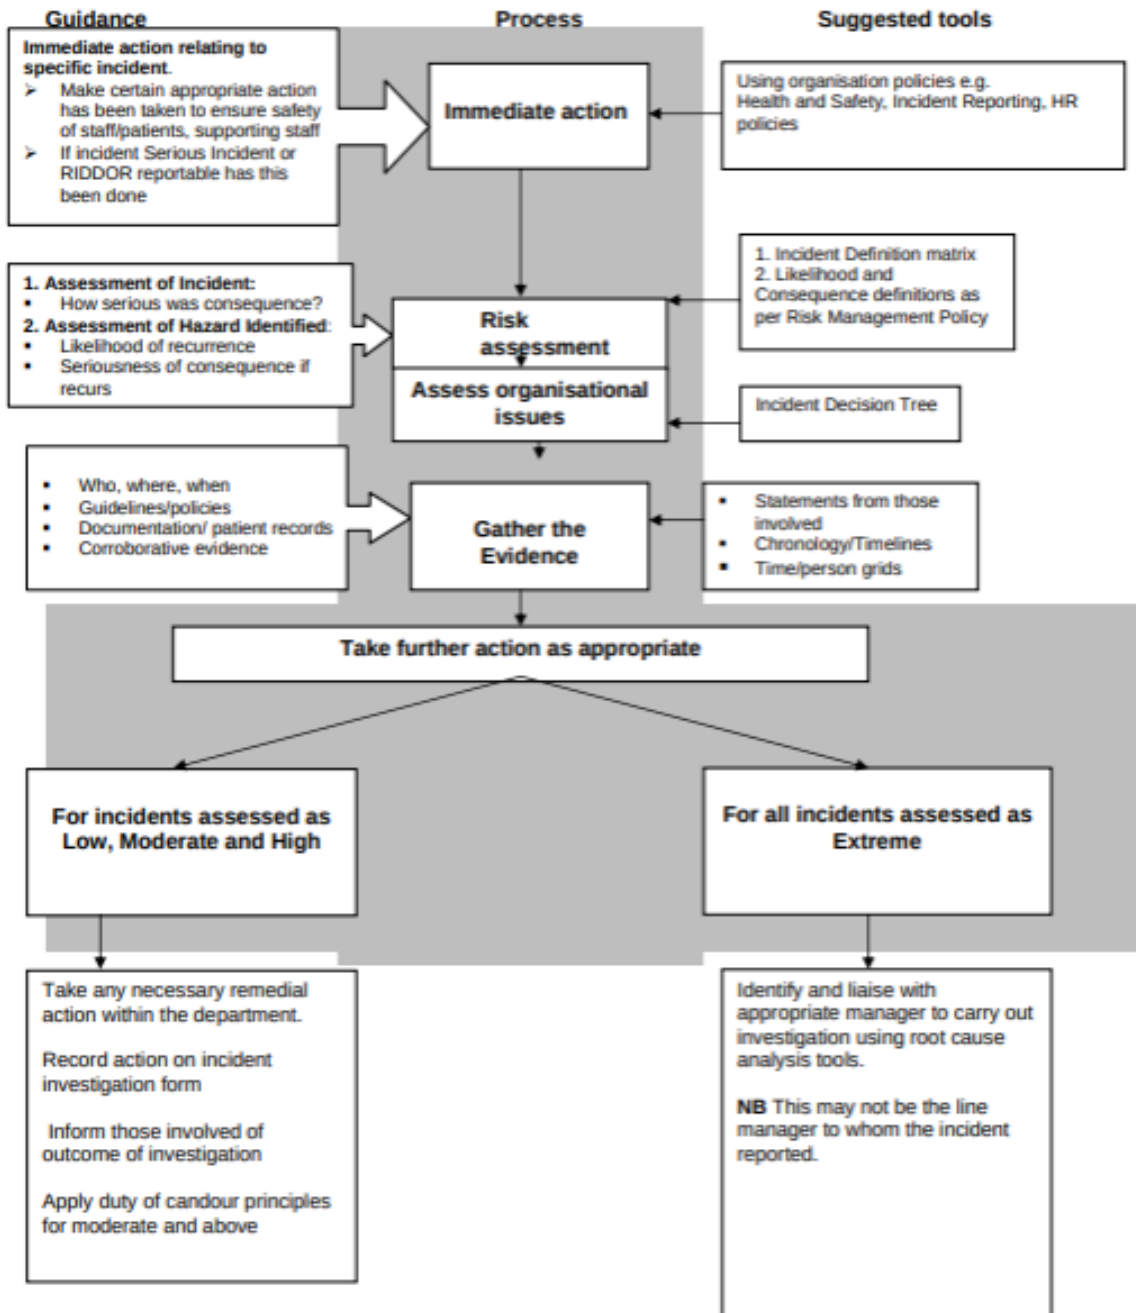 Guidance
Process
Suggested tools
Immediate action relating to
specific incident.
➢ Make certain appropriate action
has been taken to ensure safety
of staff/patients, supporting staff
➢ If incident Serious Incident or
RIDDOR reportable has this
been done
Immediate action
Using organisation policies e.g.
Health and Safety, Incident Reporting, HR
policies
1. Assessment of Incident:
▪ How serious was consequence?
2. Assessment of Hazard Identified:
▪ Likelihood of recurrence
▪ Seriousness of consequence if
recurs
Risk
assessment
Assess organisational
issues
1. Incident Definition matrix
2. Likelihood and
Consequence definitions as
per Risk Management Policy
Incident Decision Tree
▪ Who, where, when
▪ Guidelines/policies
▪ Documentation/ patient records
▪ Corroborative evidence
Gather the
Evidence
▪ Statements from those
involved
▪ Chronology/Timelines
▪ Time/person grids
Take further action as appropriate
For incidents assessed as
Low, Moderate and High
For all incidents assessed as
Extreme
Take any necessary remedial
action within the department.
Record action on incident
investigation form
Inform those involved of
outcome of investigation
Apply duty of candour principles
for moderate and above
Identify and liaise with
appropriate manager to carry out
investigation using root cause
analysis tools.
NB This may not be the line
manager to whom the incident
reported.